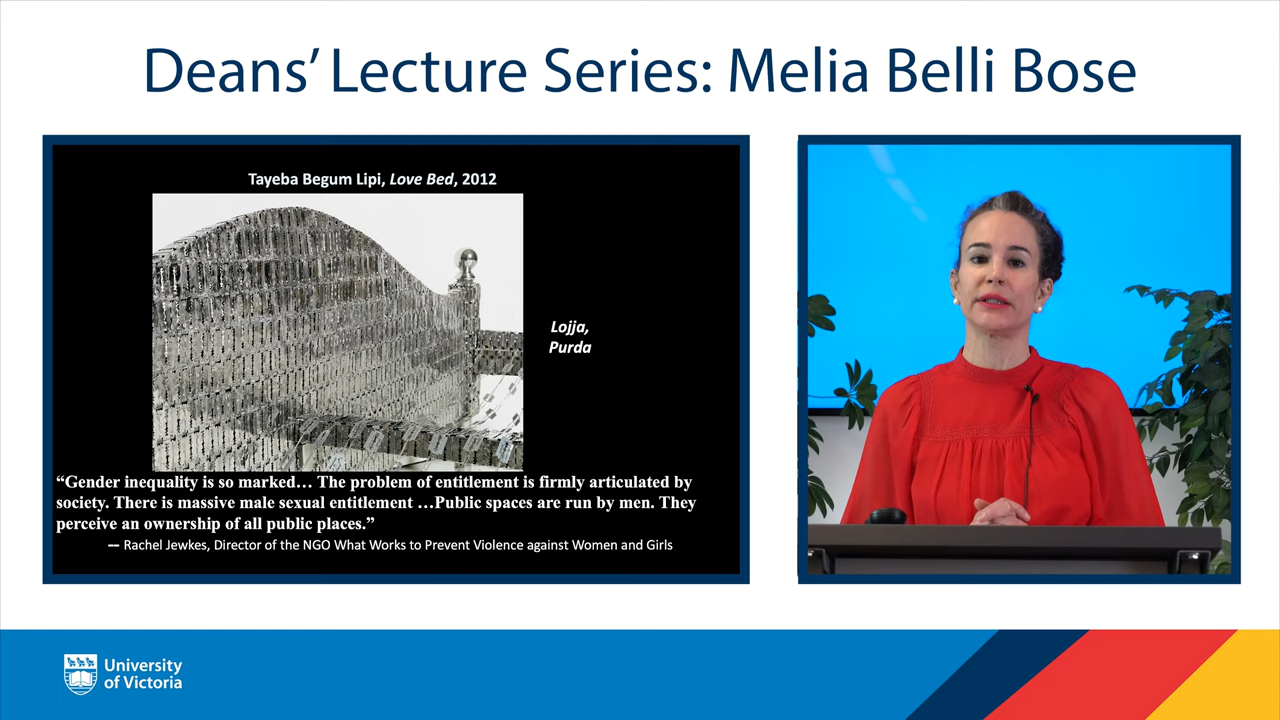 Deans’ Lecture Series: Melia Belli Bose
Tayeba Begum Lipi, Love Bed, 2012
Lojja,
Purda
“Gender inequality is so marked… The problem of entitlement is firmly articulated by
society. There is massive male sexual entitlement …Public spaces are run by men. They
perceive an ownership of all public places.”
–– Rachel Jewkes, Director of the NGO What Works to Prevent Violence against Women and Girls
University
of Victoria